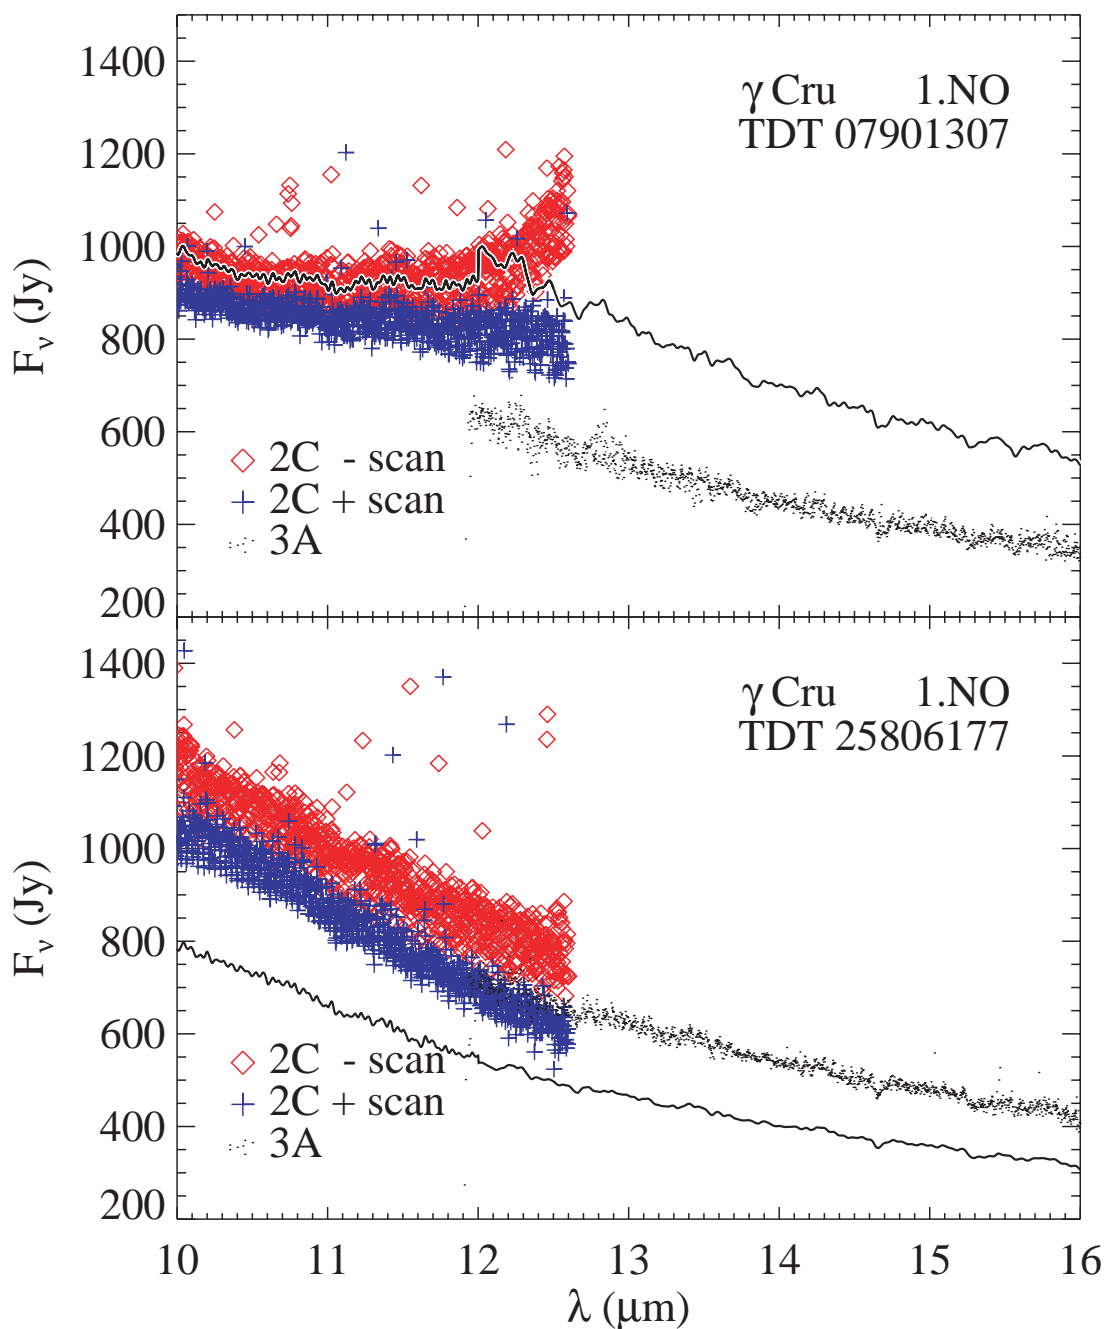 1400
γ Cru 1.NO
TDT 07901307
1200
1000
F_ν (Jy)
800
600
2C - scan
2C + scan
400
3A
200
1400
γ Cru 1.NO
TDT 25806177
1200
1000
F_ν (Jy)
800
600
2C - scan
2C + scan
400
3A
200
10 11 12 13 14 15 16
λ (μm)